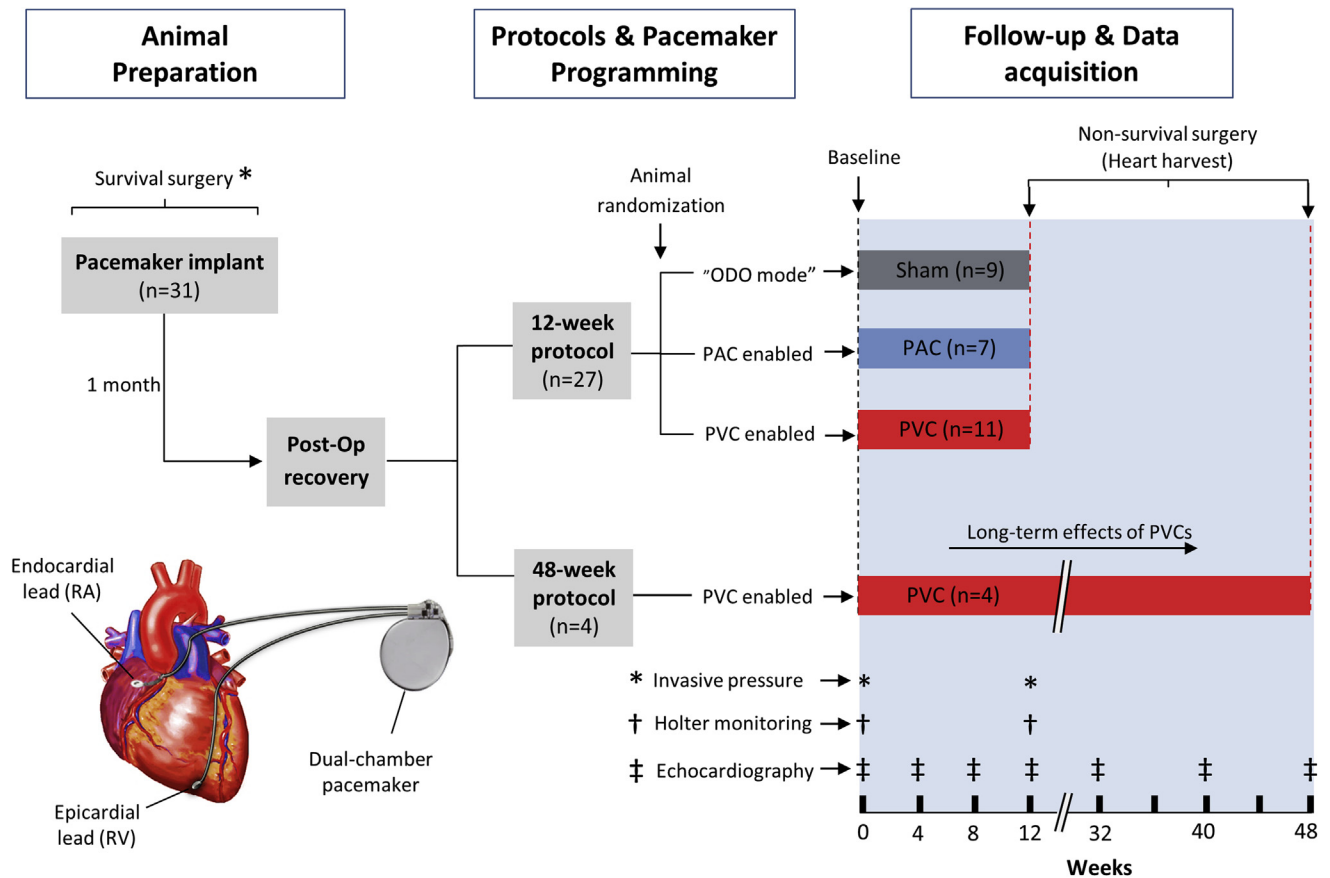 Animal
Preparation
Protocols & Pacemaker
Programming
Follow-up & Data
acquisition
Survival surgery *
Pacemaker implant
(n=31)
1 month
Post-Op
recovery
Endocardial
lead (RA)
Epicardial
lead (RV)
Dual-chamber
pacemaker
Animal
randomization
12-week
protocol
(n=27)
48-week
protocol
(n=4)
"ODO mode”
PAC enabled
PVC enabled
PVC enabled
Baseline
Non-survival surgery
(Heart harvest)
Sham (n=9)
PAC (n=7)
PVC (n=11)
Long-term effects of PVCs
PVC (n=4)
* Invasive pressure * *
† Holter monitoring † †
‡ Echocardiography ‡ ‡ ‡ ‡ ‡ ‡ ‡
0 4 8 12 32 40 48
Weeks